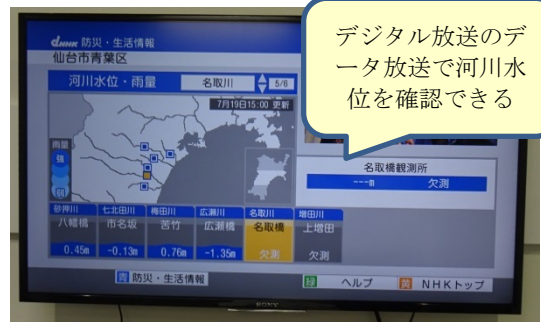 デジタル放送のデ
ータ放送で河川水
位を確認できる
dNHK 防災・生活情報
仙台市青葉区
河川水位・雨量 名取川 5/6
7月19日15:00 更新
雨量
強
弱
名取橋観測所
---m 欠測
砂押川 七北田川 梅田川 広瀬川 名取川 増田川
八幡橋 市名坂 苦竹 広瀬橋 名取橋 上増田
0.45m -0.13m 0.76m -1.35m 欠測 欠測
青 防災・生活情報 緑 ヘルプ 黄 NHKトップ
SONY